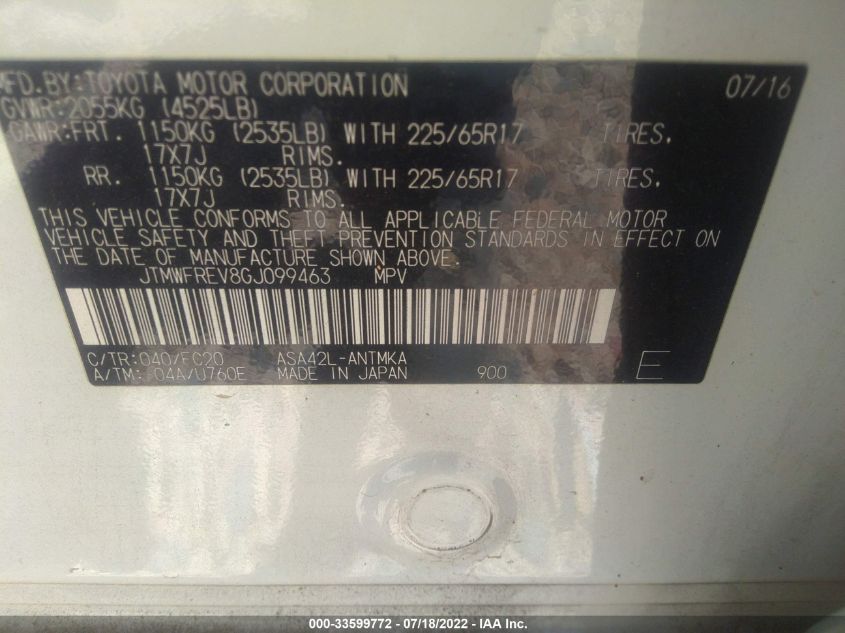 MFD.BY:TOYOTA MOTOR CORPORATION 07/16
GVWR:2055KG (4525LB)
GAWR:FRT. 1150KG (2535LB) WITH 225/65R17 TIRES,
17X7J RIMS.
RR. 1150KG (2535LB) WITH 225/65R17 TIRES,
17X7J RIMS.
THIS VEHICLE CONFORMS TO ALL APPLICABLE FEDERAL MOTOR
VEHICLE SAFETY AND THEFT PREVENTION STANDARDS IN EFFECT ON
THE DATE OF MANUFACTURE SHOWN ABOVE.
JTMWFREV8GJ099463 MPV
C/TR:040/FC20 ASA42L-ANTMKA
A/TM: 04A/U760E MADE IN JAPAN 900 E
000-33599772 - 07/18/2022 - IAA Inc.